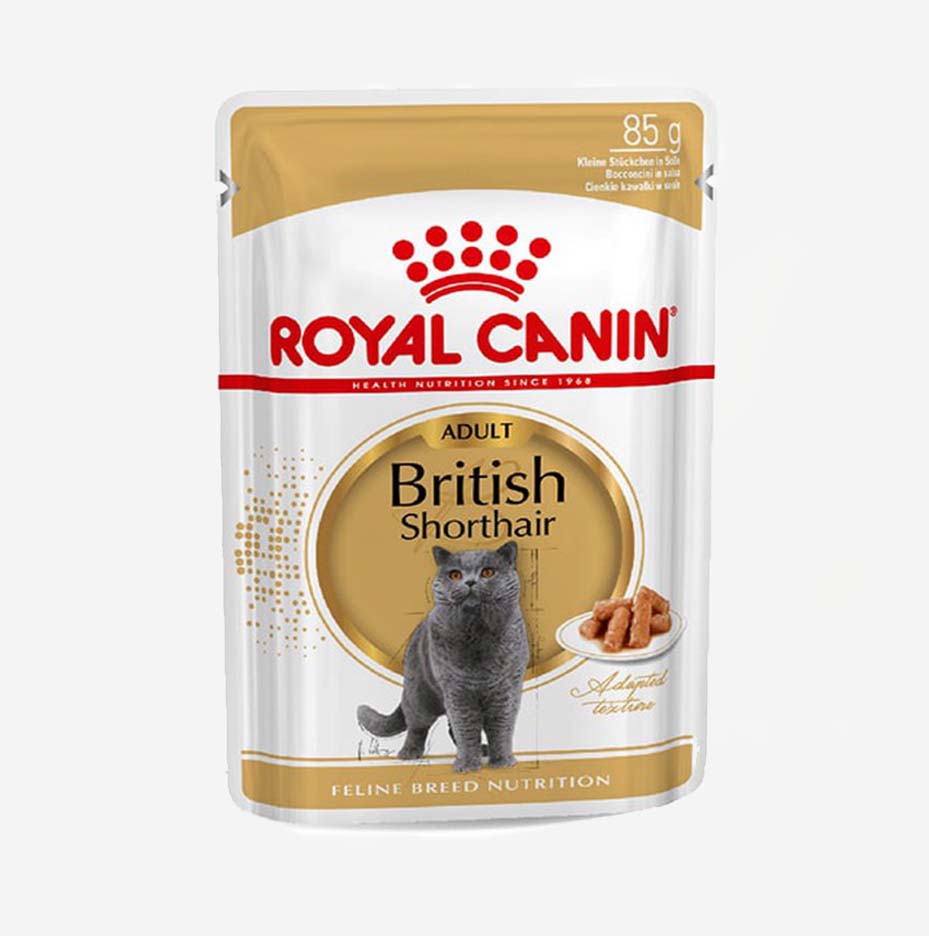 85 g
Kleine Stückchen in Soße
Bocconcini in salsa
Cienkie kawałki w sosie
ROYAL CANIN®
HEALTH NUTRITION SINCE 1968
ADULT
British
Shorthair
Adapted
texture
FELINE BREED NUTRITION